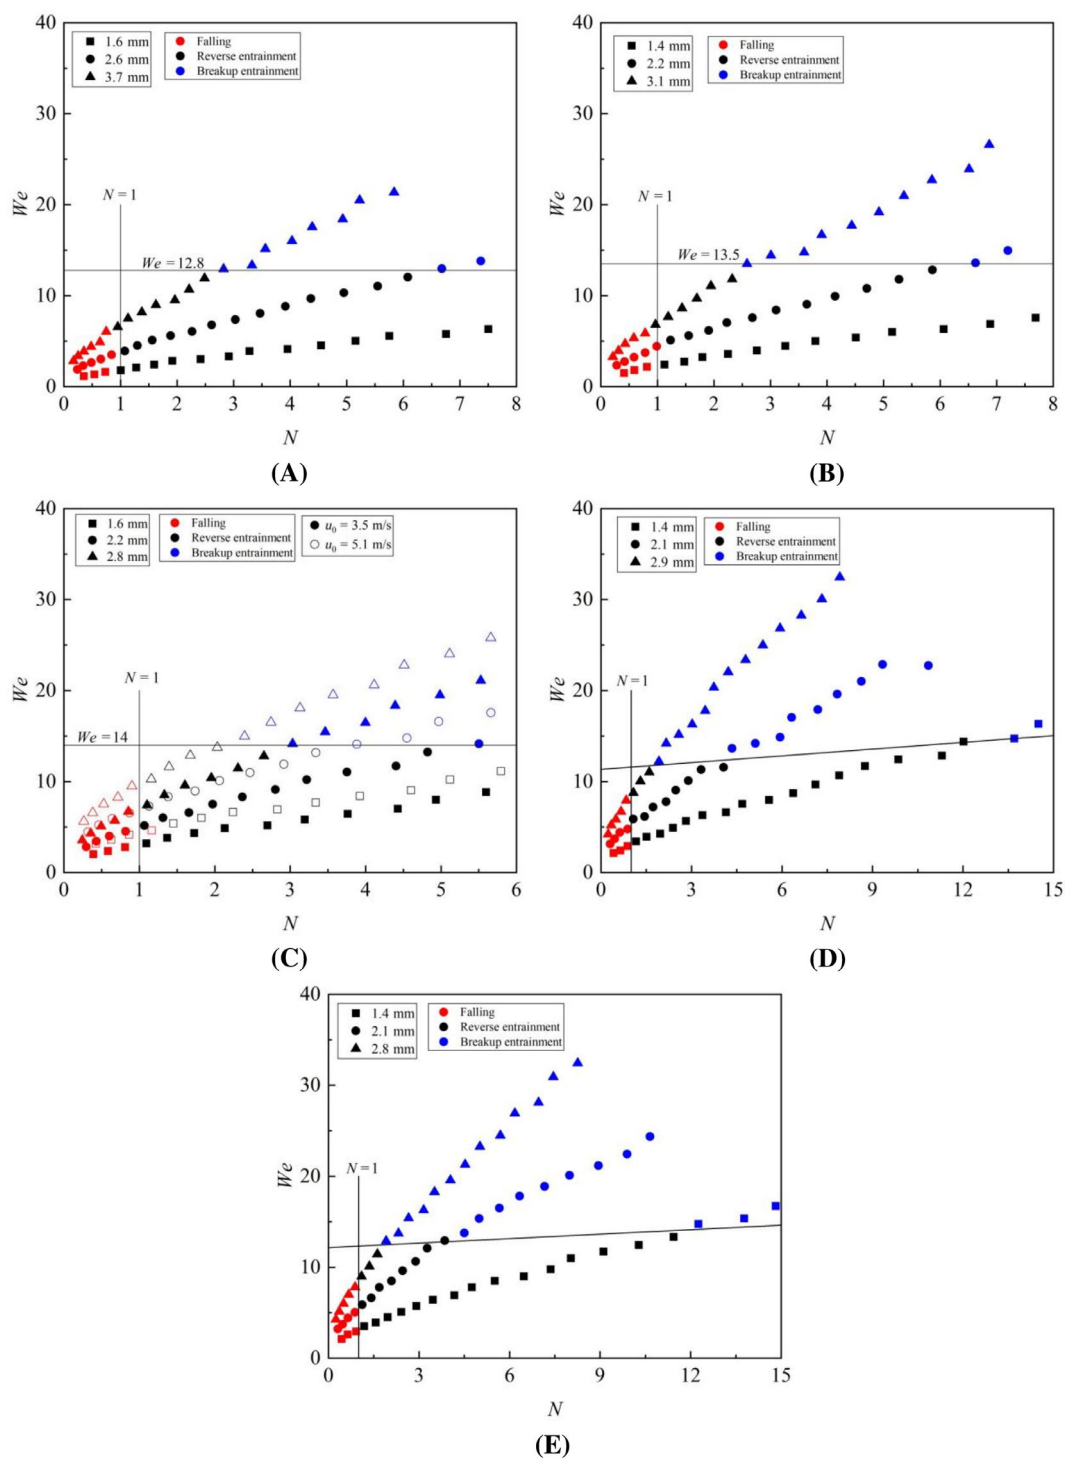 40
30
20
10
0
We
1.6 mm
2.6 mm
3.7 mm
Falling
Reverse entrainment
Breakup entrainment
N = 1
We = 12.8
0 1 2 3 4 5 6 7 8
N
(A)
40
30
20
10
0
We
1.4 mm
2.2 mm
3.1 mm
Falling
Reverse entrainment
Breakup entrainment
N = 1
We = 13.5
0 1 2 3 4 5 6 7 8
N
(B)
40
30
20
10
0
We
1.6 mm
2.2 mm
2.8 mm
Falling
Reverse entrainment
Breakup entrainment
u₀ = 3.5 m/s
u₀ = 5.1 m/s
N = 1
We = 14
0 1 2 3 4 5 6
N
(C)
40
30
20
10
0
We
1.4 mm
2.1 mm
2.9 mm
Falling
Reverse entrainment
Breakup entrainment
N = 1
0 3 6 9 12 15
N
(D)
40
30
20
10
0
We
1.4 mm
2.1 mm
2.8 mm
Falling
Reverse entrainment
Breakup entrainment
N = 1
0 3 6 9 12 15
N
(E)